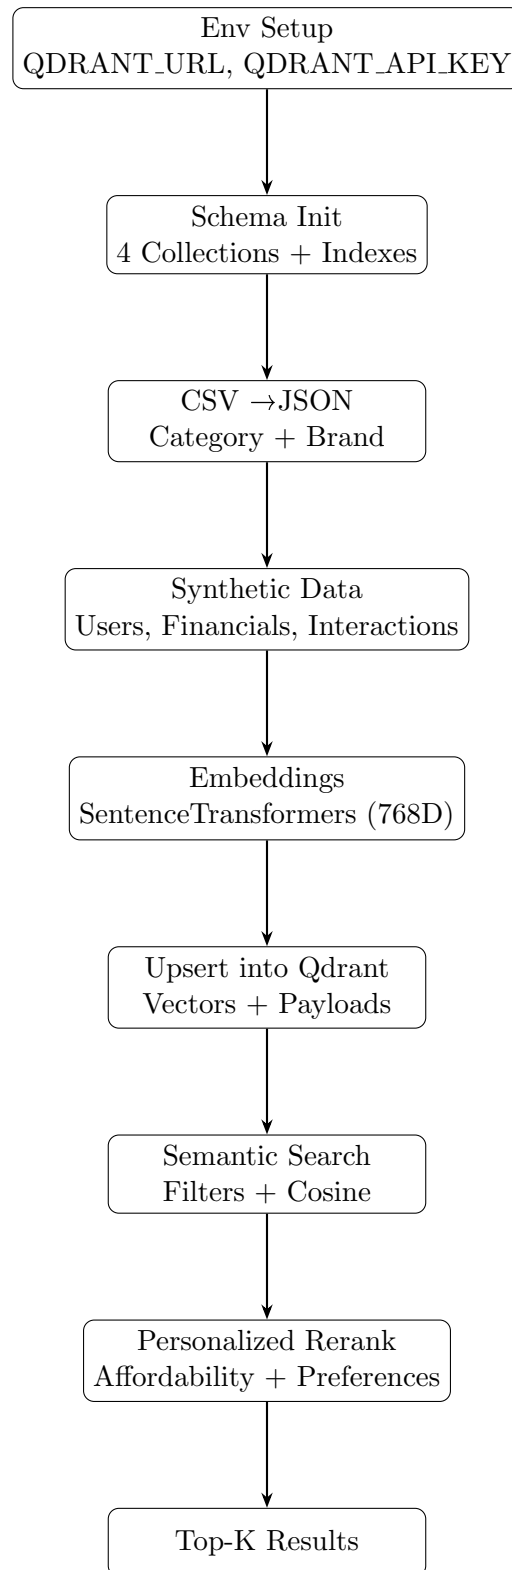 Env Setup
QDRANT_URL, QDRANT_API_KEY
Schema Init
4 Collections + Indexes
CSV →JSON
Category + Brand
Synthetic Data
Users, Financials, Interactions
Embeddings
SentenceTransformers (768D)
Upsert into Qdrant
Vectors + Payloads
Semantic Search
Filters + Cosine
Personalized Rerank
Affordability + Preferences
Top-K Results